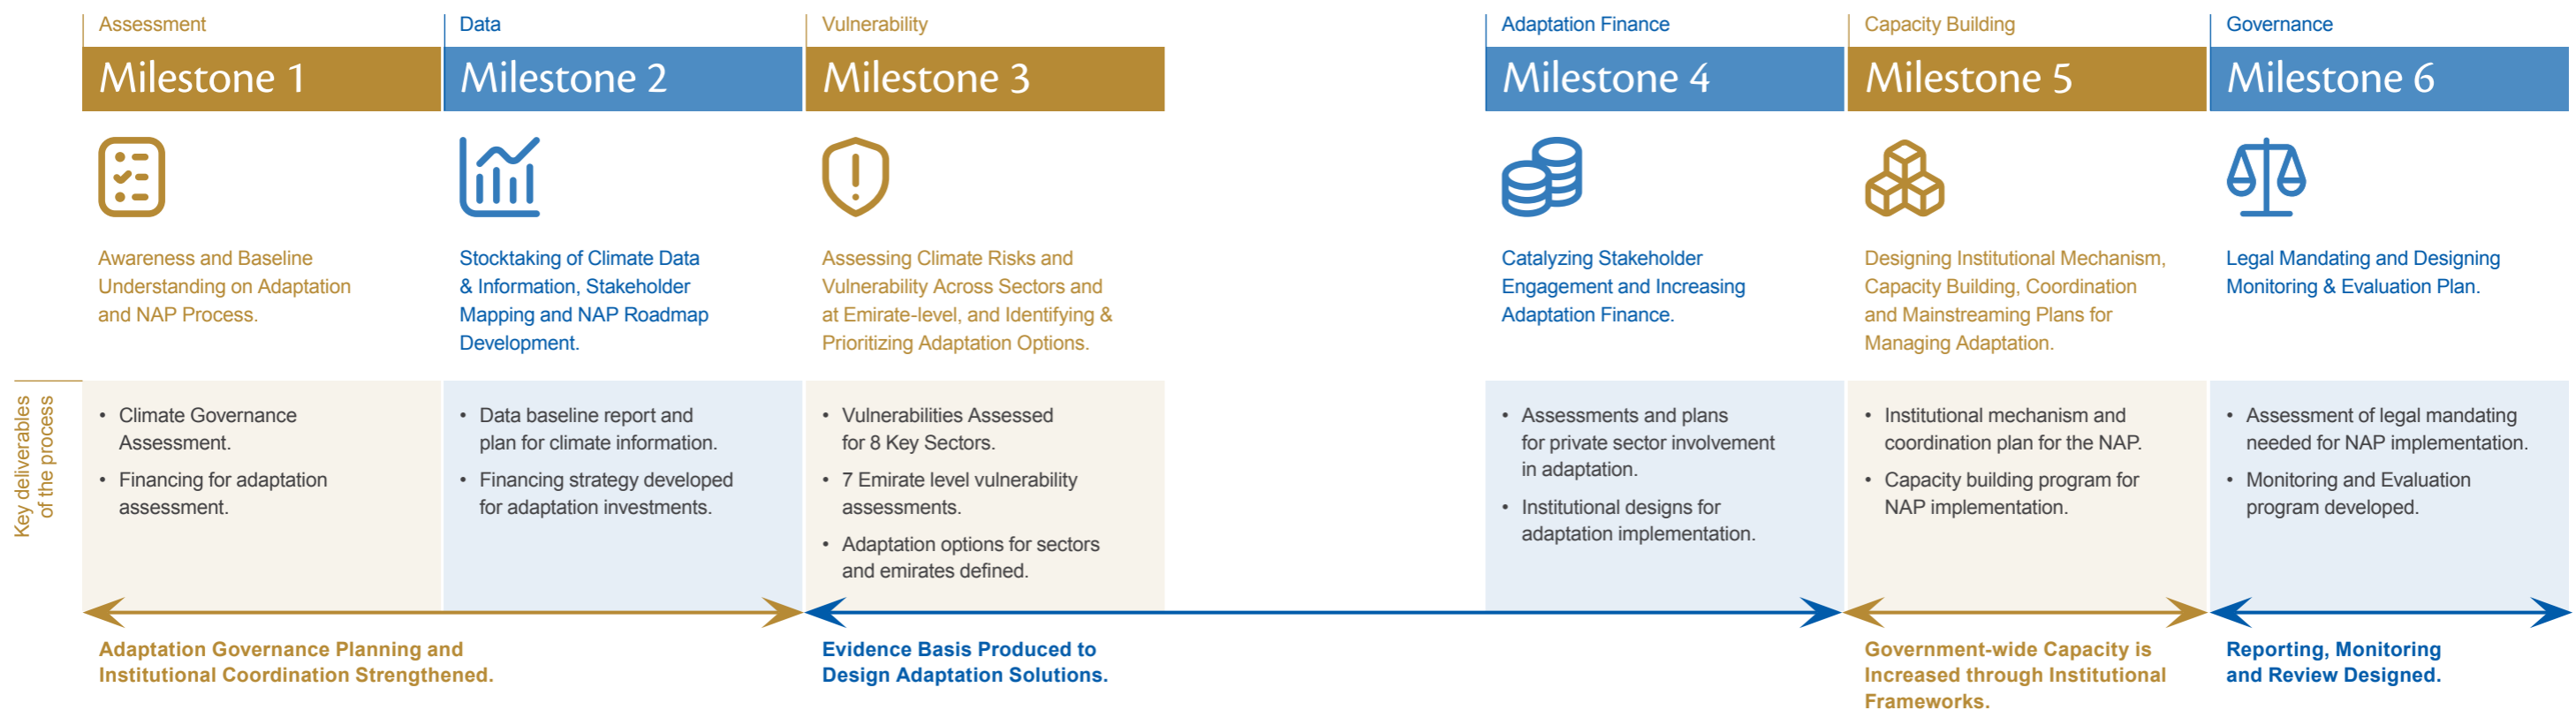 Assessment
Milestone 1
Awareness and Baseline
Understanding on Adaptation
and NAP Process.
Data
Milestone 2
Stocktaking of Climate Data
& Information, Stakeholder
Mapping and NAP Roadmap
Development.
Vulnerability
Milestone 3
Assessing Climate Risks and
Vulnerability Across Sectors and
at Emirate-level, and Identifying &
Prioritizing Adaptation Options.
Adaptation Finance
Milestone 4
Catalyzing Stakeholder
Engagement and Increasing
Adaptation Finance.
Capacity Building
Milestone 5
Designing Institutional Mechanism,
Capacity Building, Coordination
and Mainstreaming Plans for
Managing Adaptation.
Governance
Milestone 6
Legal Mandating and Designing
Monitoring & Evaluation Plan.
Key deliverables
of the process
• Climate Governance
Assessment.
• Financing for adaptation
assessment.
• Data baseline report and
plan for climate information.
• Financing strategy developed
for adaptation investments.
• Vulnerabilities Assessed
for 8 Key Sectors.
• 7 Emirate level vulnerability
assessments.
• Adaptation options for sectors
and emirates defined.
• Assessments and plans
for private sector involvement
in adaptation.
• Institutional designs for
adaptation implementation.
• Institutional mechanism and
coordination plan for the NAP.
• Capacity building program for
NAP implementation.
• Assessment of legal mandating
needed for NAP implementation.
• Monitoring and Evaluation
program developed.
Adaptation Governance Planning and
Institutional Coordination Strengthened.
Evidence Basis Produced to
Design Adaptation Solutions.
Government-wide Capacity is
Increased through Institutional
Frameworks.
Reporting, Monitoring
and Review Designed.